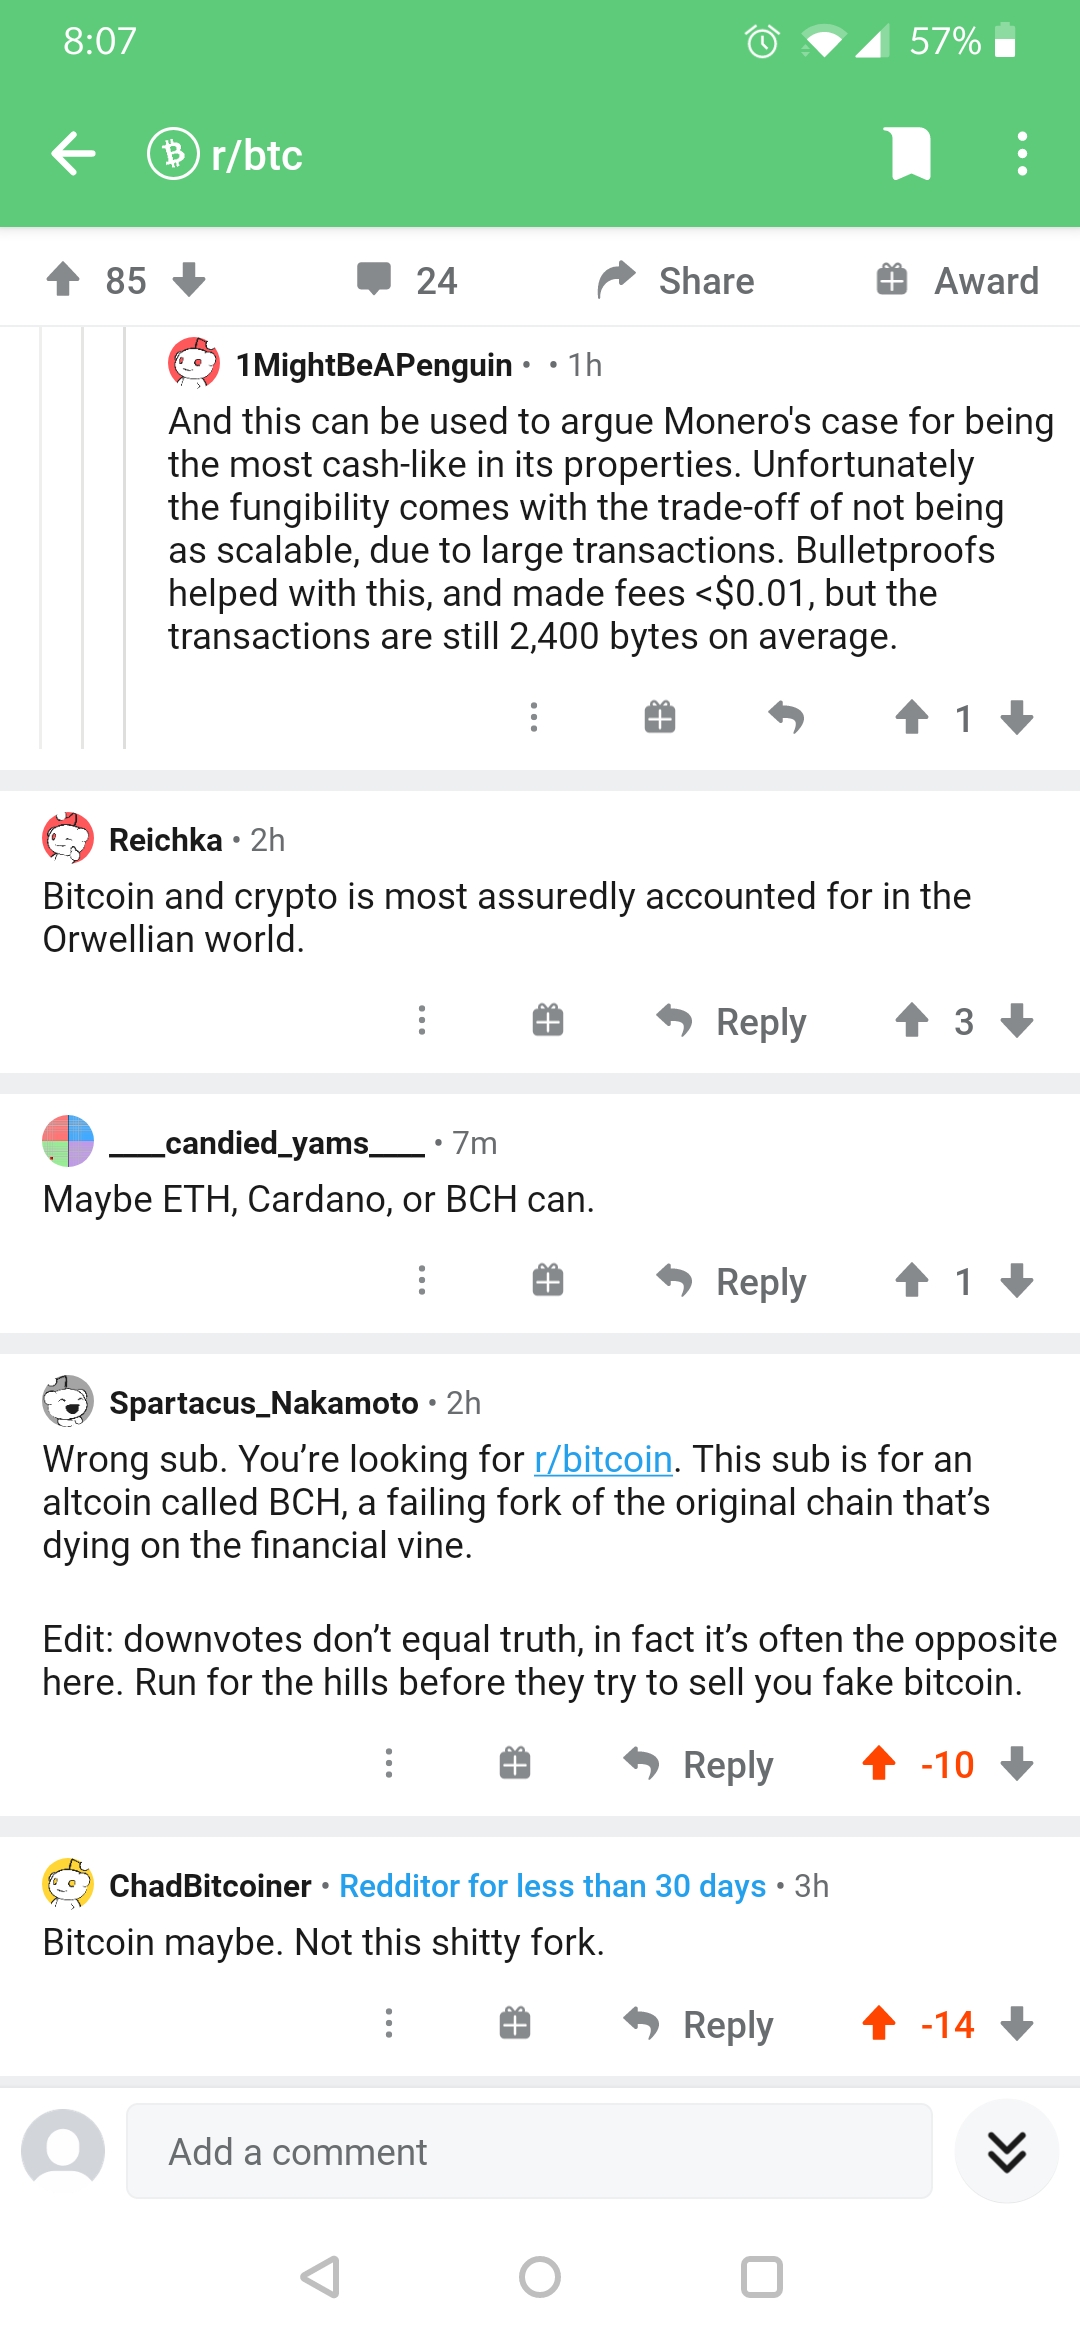 8:07
57%
r/btc
85
24
Share
Award
1MightBeAPenguin • • 1h
And this can be used to argue Monero's case for being
the most cash-like in its properties. Unfortunately
the fungibility comes with the trade-off of not being
as scalable, due to large transactions. Bulletproofs
helped with this, and made fees <$0.01, but the
transactions are still 2,400 bytes on average.
1
Reichka • 2h
Bitcoin and crypto is most assuredly accounted for in the
Orwellian world.
Reply
3
____candied_yams____ • 7m
Maybe ETH, Cardano, or BCH can.
Reply
1
Spartacus_Nakamoto • 2h
Wrong sub. You’re looking for r/bitcoin. This sub is for an
altcoin called BCH, a failing fork of the original chain that’s
dying on the financial vine.
Edit: downvotes don’t equal truth, in fact it’s often the opposite
here. Run for the hills before they try to sell you fake bitcoin.
Reply
-10
ChadBitcoiner • Redditor for less than 30 days • 3h
Bitcoin maybe. Not this shitty fork.
Reply
-14
Add a comment